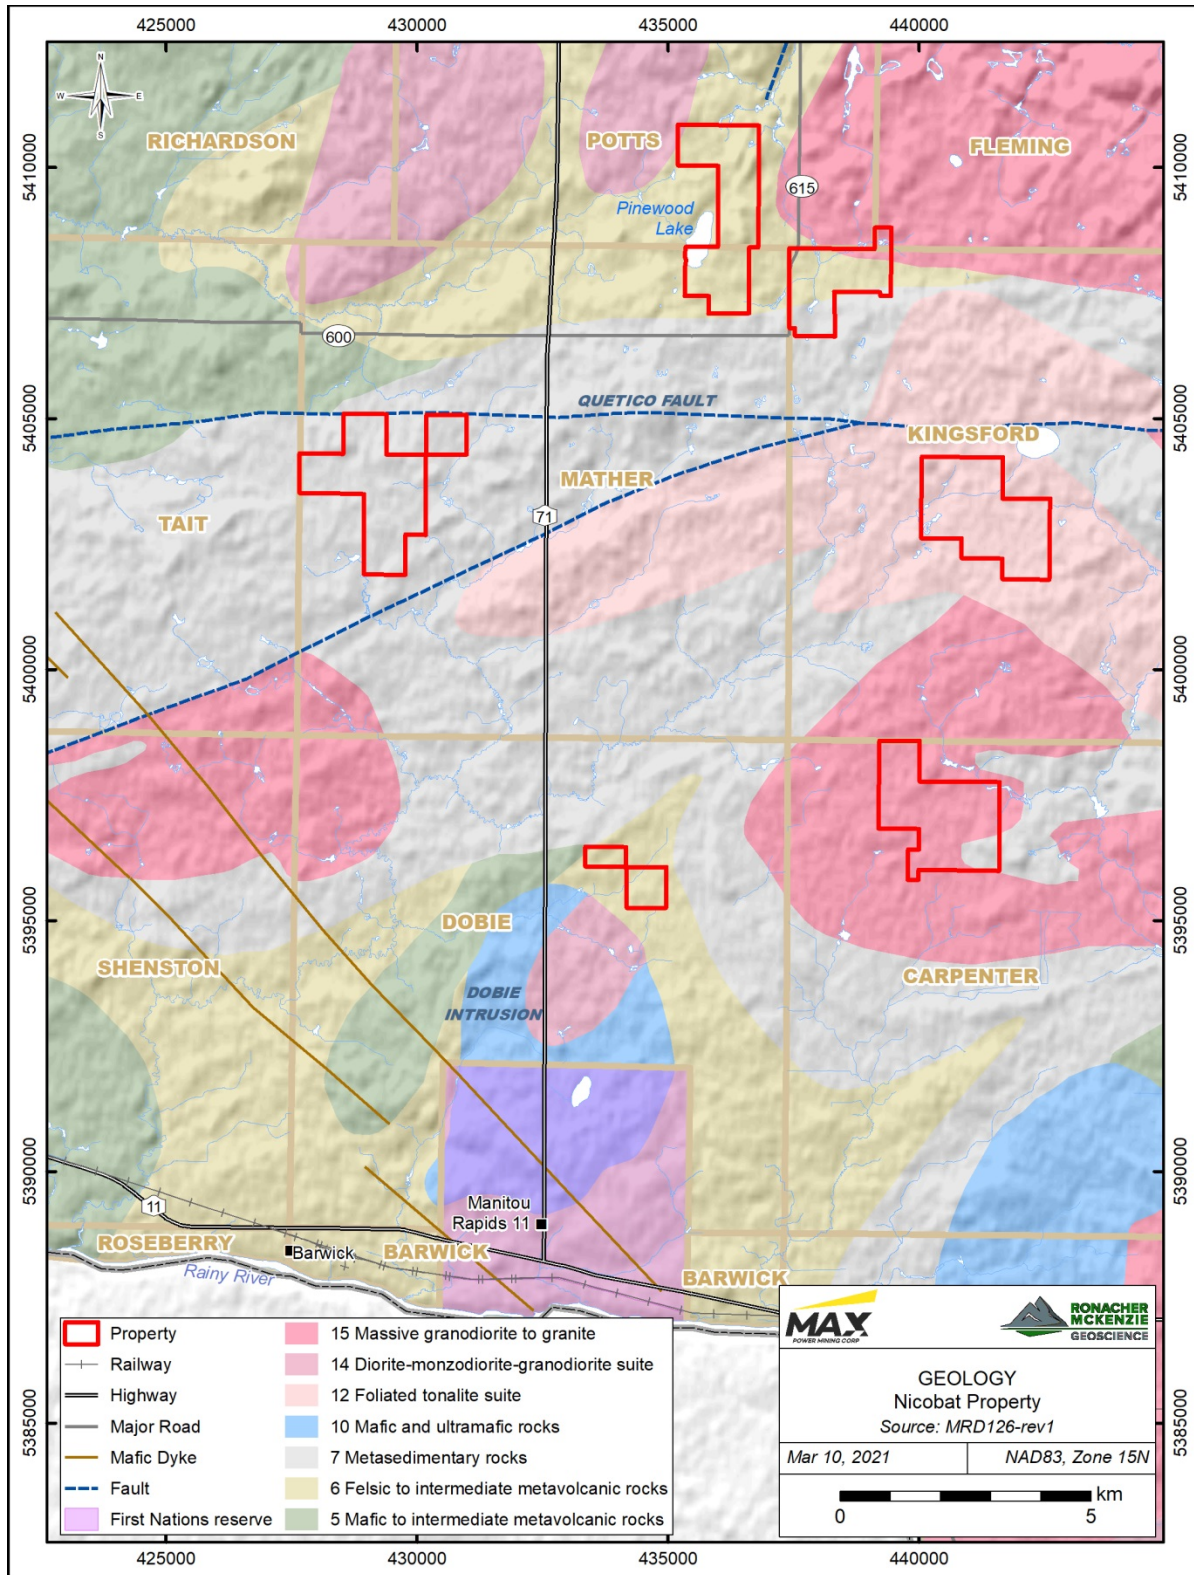 425000
430000
435000
440000
N
W
E
S
RICHARDSON
POTTS
FLEMING
5410000
5410000
615
Pinewood
Lake
600
QUETICO FAULT
5405000
5405000
KINGSFORD
MATHER
71
TAIT
5400000
5400000
5395000
5395000
DOBIE
SHENSTON
CARPENTER
DOBIE
INTRUSION
5390000
5390000
11
Manitou
Rapids 11
ROSEBERRY
Barwick
BARWICK
BARWICK
Rainy River
5385000
5385000
Property
Railway
Highway
Major Road
Mafic Dyke
Fault
First Nations reserve
15 Massive granodiorite to granite
14 Diorite-monzodiorite-granodiorite suite
12 Foliated tonalite suite
10 Mafic and ultramafic rocks
7 Metasedimentary rocks
6 Felsic to intermediate metavolcanic rocks
5 Mafic to intermediate metavolcanic rocks
MAX
POWER MINING CORP
RONACHER
MCKENZIE
GEOSCIENCE
GEOLOGY
Nicobat Property
Source: MRD126-rev1
Mar 10, 2021
NAD83, Zone 15N
km
0
5
425000
430000
435000
440000